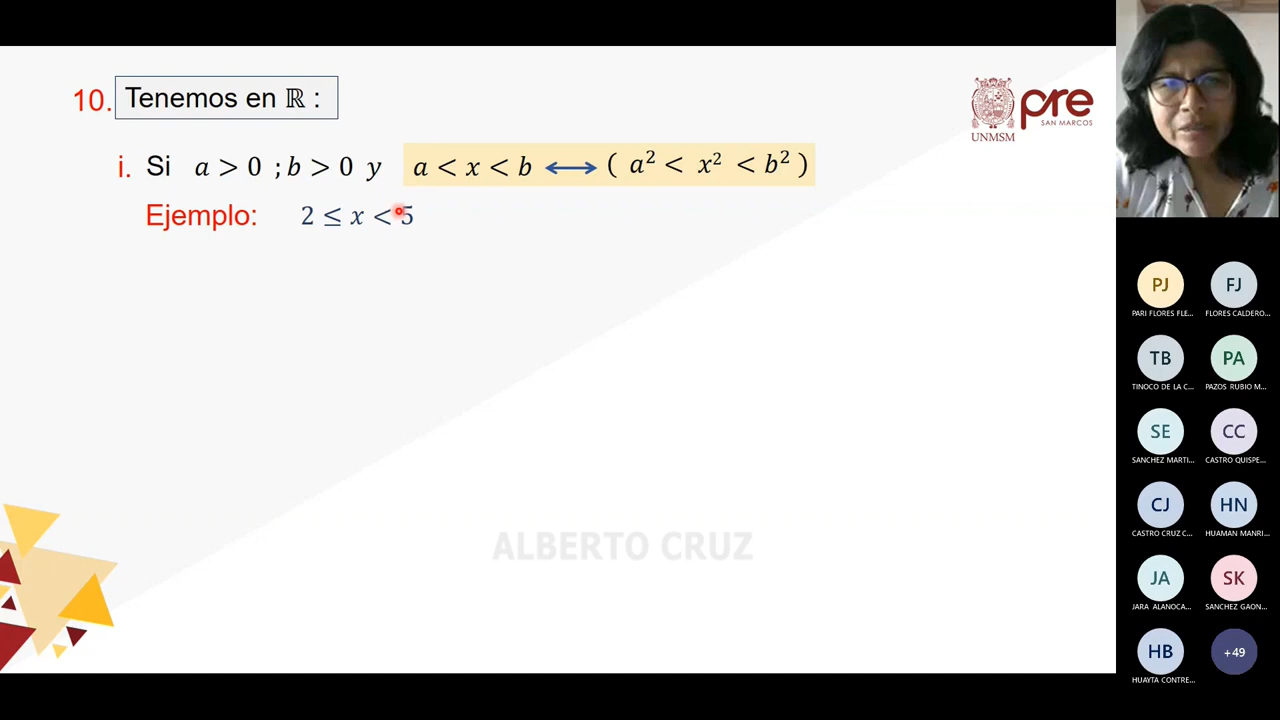 10. Tenemos en ℝ :
UNMSM
pre
SAN MARCOS
i. Si a > 0 ; b > 0 y a < x < b ⟷ ( a² < x² < b² )
Ejemplo: 2 ≤ x < 5
ALBERTO CRUZ
PJ FJ
PARI FLORES FLE... FLORES CALDERO...
TB PA
TINOCO DE LA C... PAZOS RUBIO M...
SE CC
SANCHEZ MARTI... CASTRO QUISPE...
CJ HN
CASTRO CRUZ C... HUAMAN MANRI...
JA SK
JARA ALANOCA... SANCHEZ GAON...
HB +49
HUAYTA CONTRE...